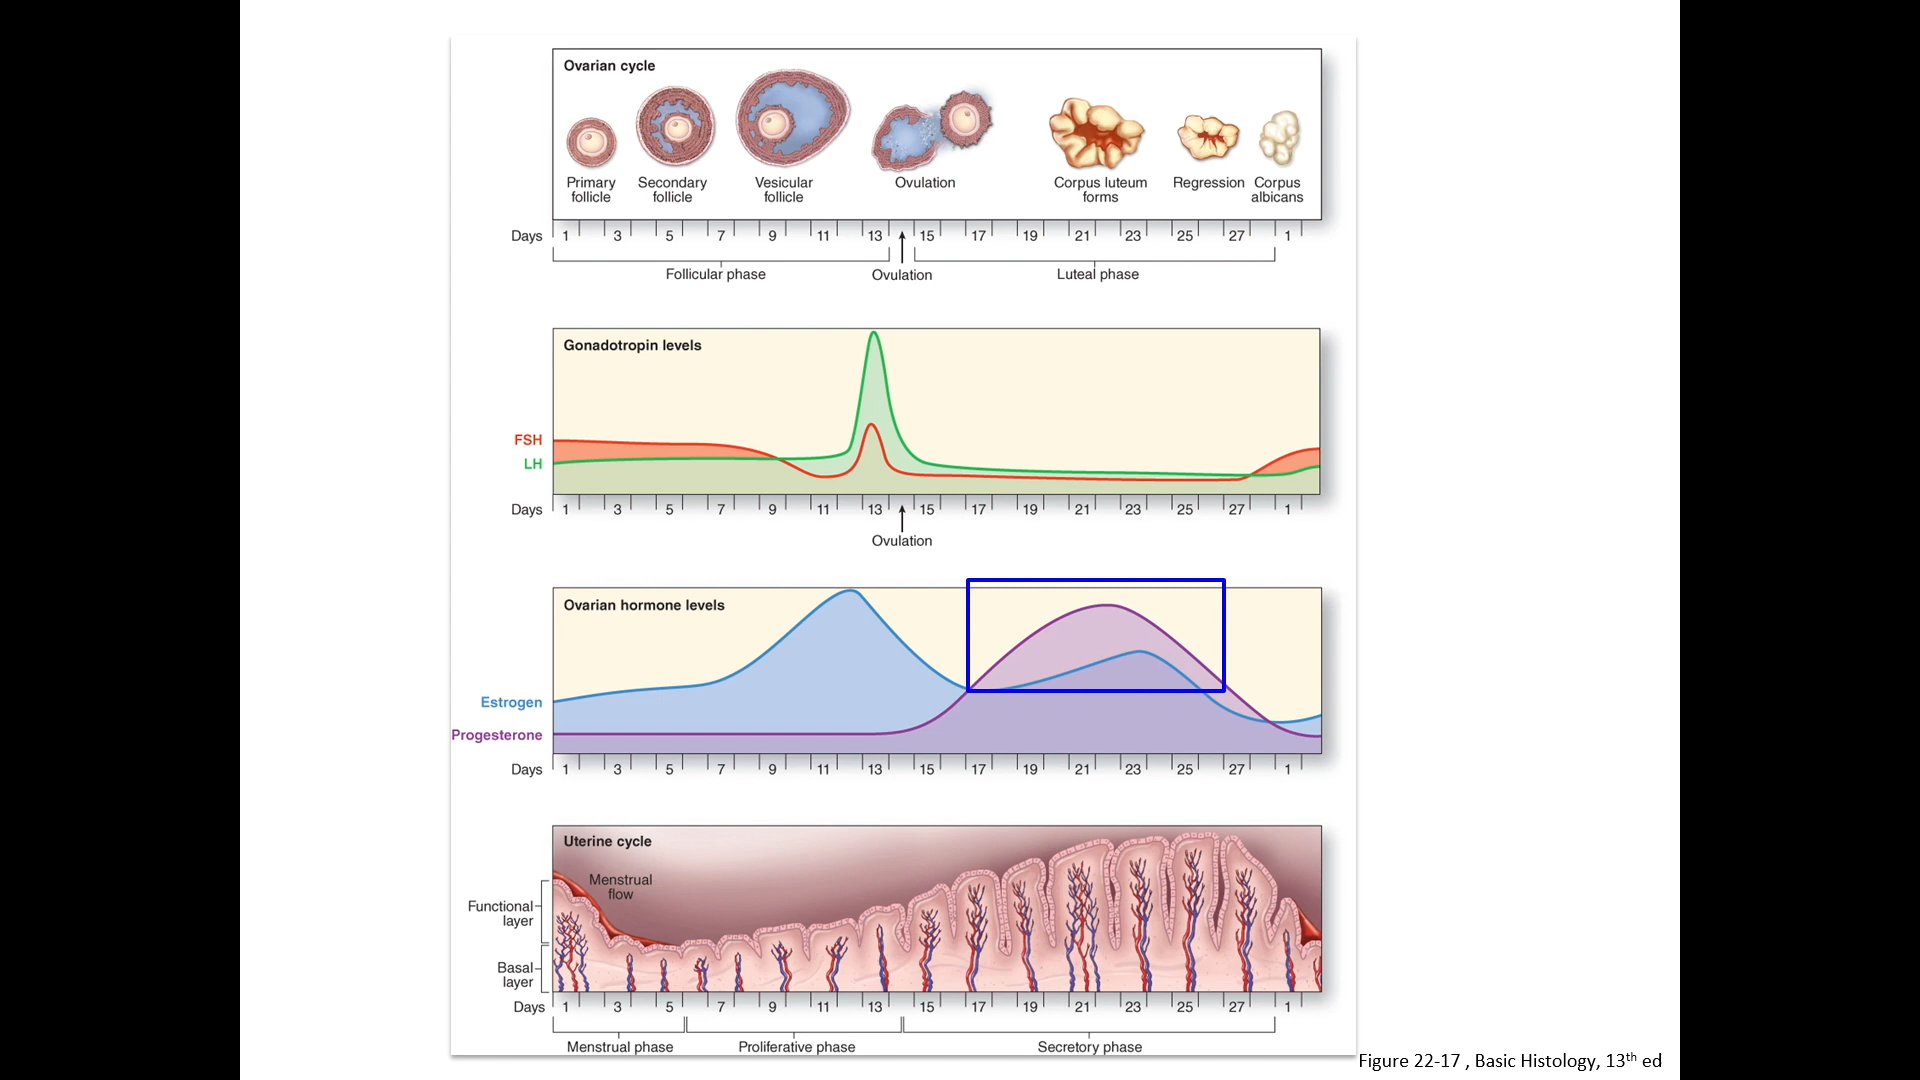 Ovarian cycle
Primary
follicle
Secondary
follicle
Vesicular
follicle
Ovulation
Corpus luteum
forms
Regression
Corpus
albicans
Days 1 3 5 7 9 11 13 15 17 19 21 23 25 27 1
Follicular phase
Ovulation
Luteal phase
Gonadotropin levels
FSH
LH
Days 1 3 5 7 9 11 13 15 17 19 21 23 25 27 1
Ovulation
Ovarian hormone levels
Estrogen
Progesterone
Days 1 3 5 7 9 11 13 15 17 19 21 23 25 27 1
Uterine cycle
Menstrual
flow
Functional
layer
Basal
layer
Days 1 3 5 7 9 11 13 15 17 19 21 23 25 27 1
Menstrual phase
Proliferative phase
Secretory phase
Figure 22-17 , Basic Histology, 13th ed